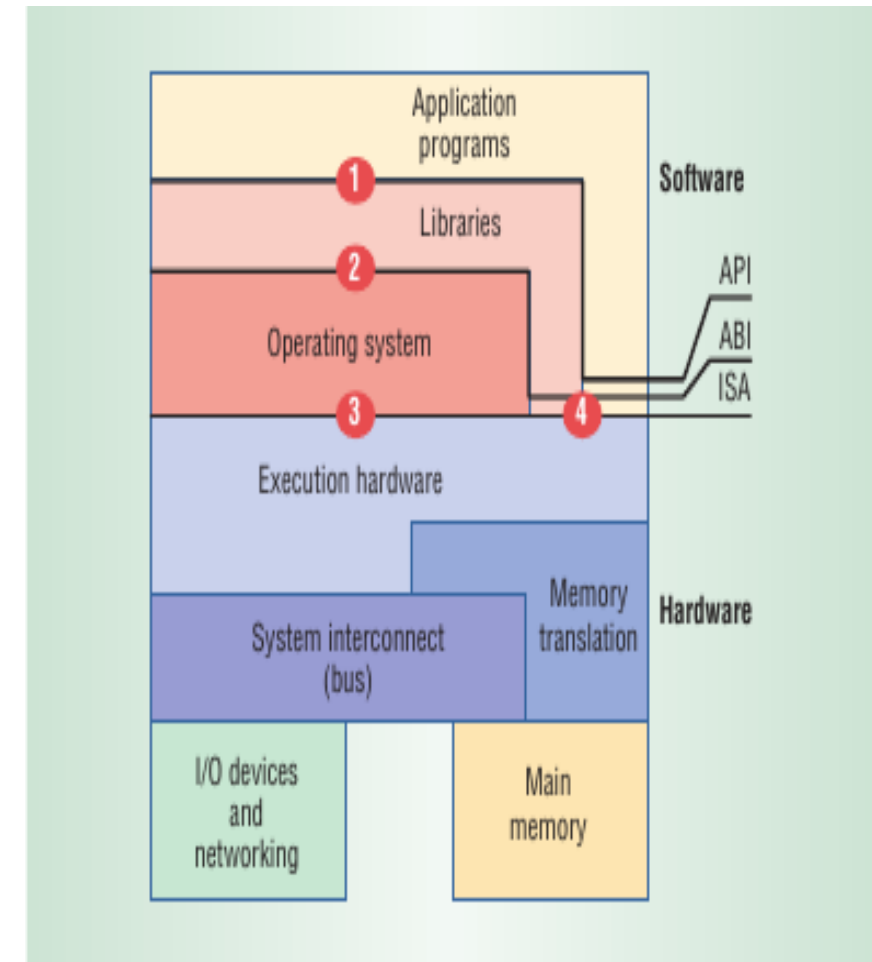 Application
programs
1
Software
Libraries
2
API
Operating system
ABI
ISA
3
4
Execution hardware
Memory
translation
Hardware
System interconnect
(bus)
I/O devices
and
networking
Main
memory